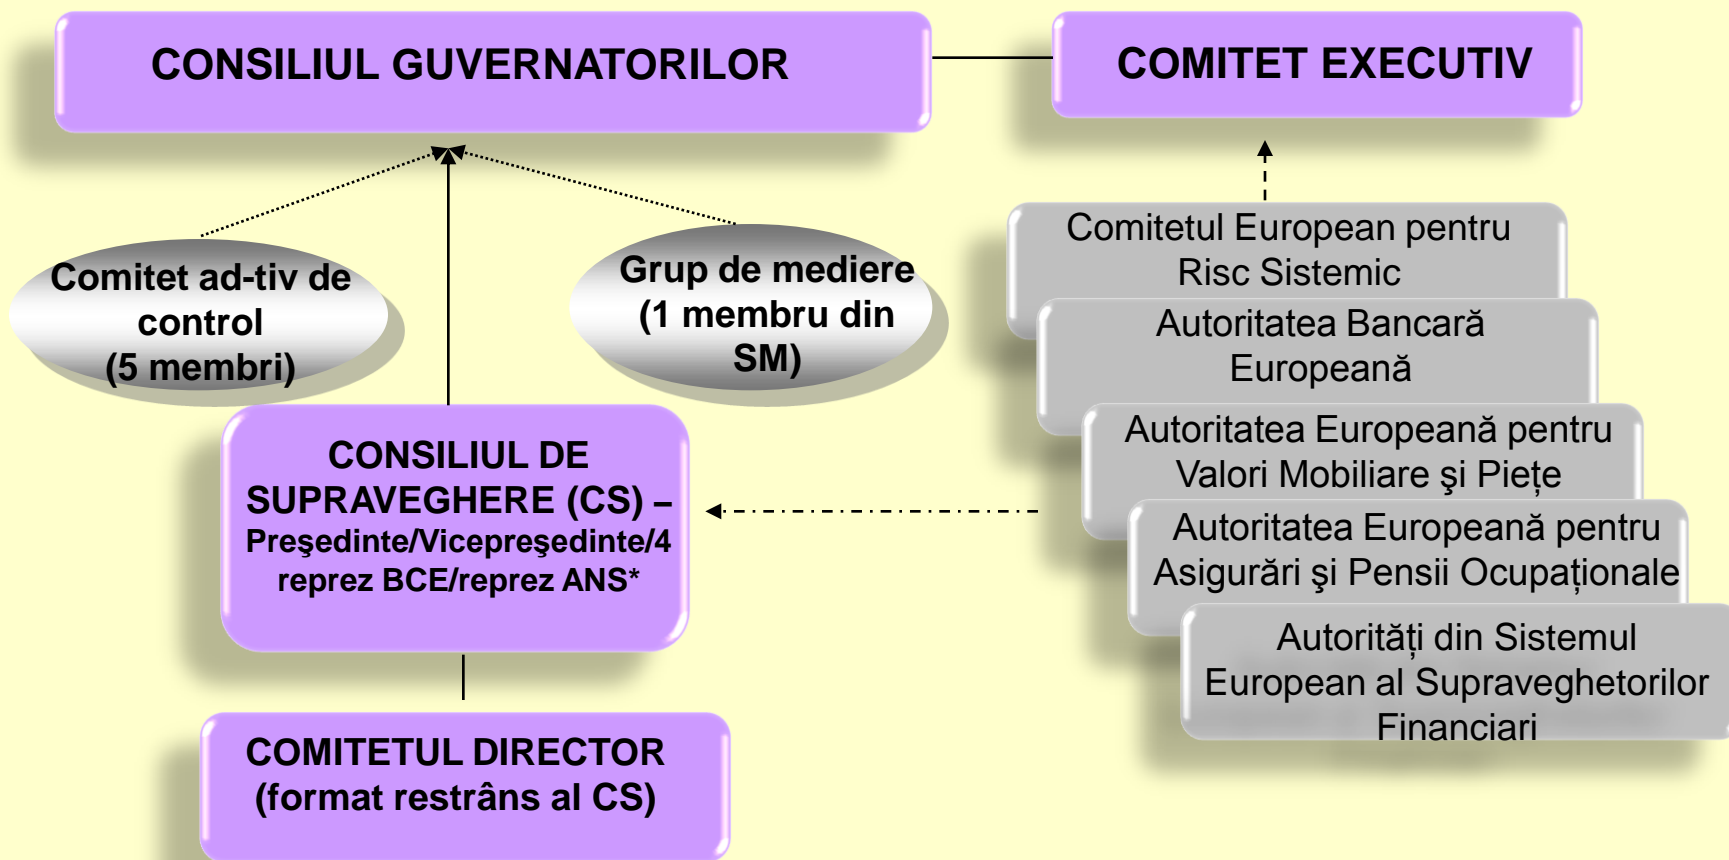 CONSILIUL GUVERNATORILOR
COMITET EXECUTIV
Comitet ad-tiv de
control
(5 membri)
Grup de mediere
(1 membru din
SM)
CONSILIUL DE
SUPRAVEGHERE (CS) –
Preşedinte/Vicepreşedinte/4
reprez BCE/reprez ANS*
COMITETUL DIRECTOR
(format restrâns al CS)
Comitetul European pentru
Risc Sistemic
Autoritatea Bancară
Europeană
Autoritatea Europeană pentru
Valori Mobiliare şi Pieţe
Autoritatea Europeană pentru
Asigurări şi Pensii Ocupaţionale
Autorităţi din Sistemul
European al Supraveghetorilor
Financiari